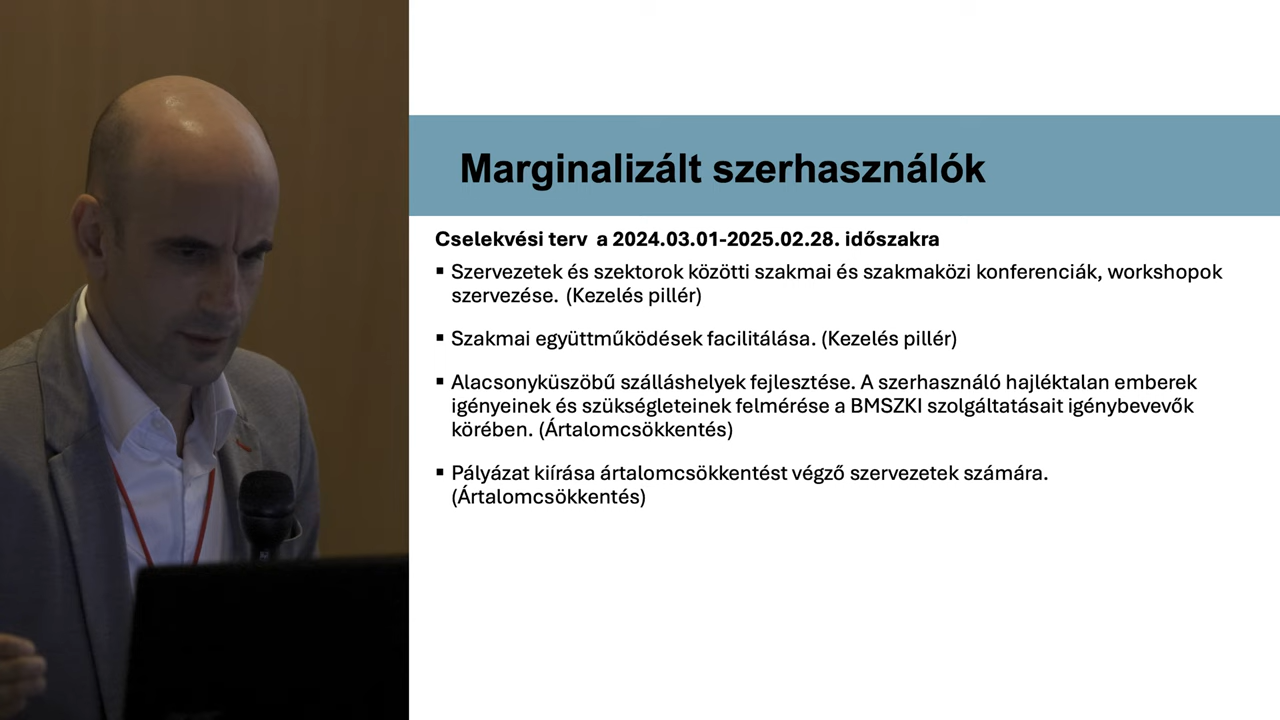 Marginalizált szerhasználók
Cselekvési terv a 2024.03.01-2025.02.28. időszakra
▪ Szervezetek és szektorok közötti szakmai és szakmaközi konferenciák, workshopok
szervezése. (Kezelés pillér)
▪ Szakmai együttműködések facilitálása. (Kezelés pillér)
▪ Alacsonyküszöbű szálláshelyek fejlesztése. A szerhasználó hajléktalan emberek
igényeinek és szükségleteinek felmérése a BMSZKI szolgáltatásait igénybevevők
körében. (Ártalomcsökkentés)
▪ Pályázat kiírása ártalomcsökkentést végző szervezetek számára.
(Ártalomcsökkentés)